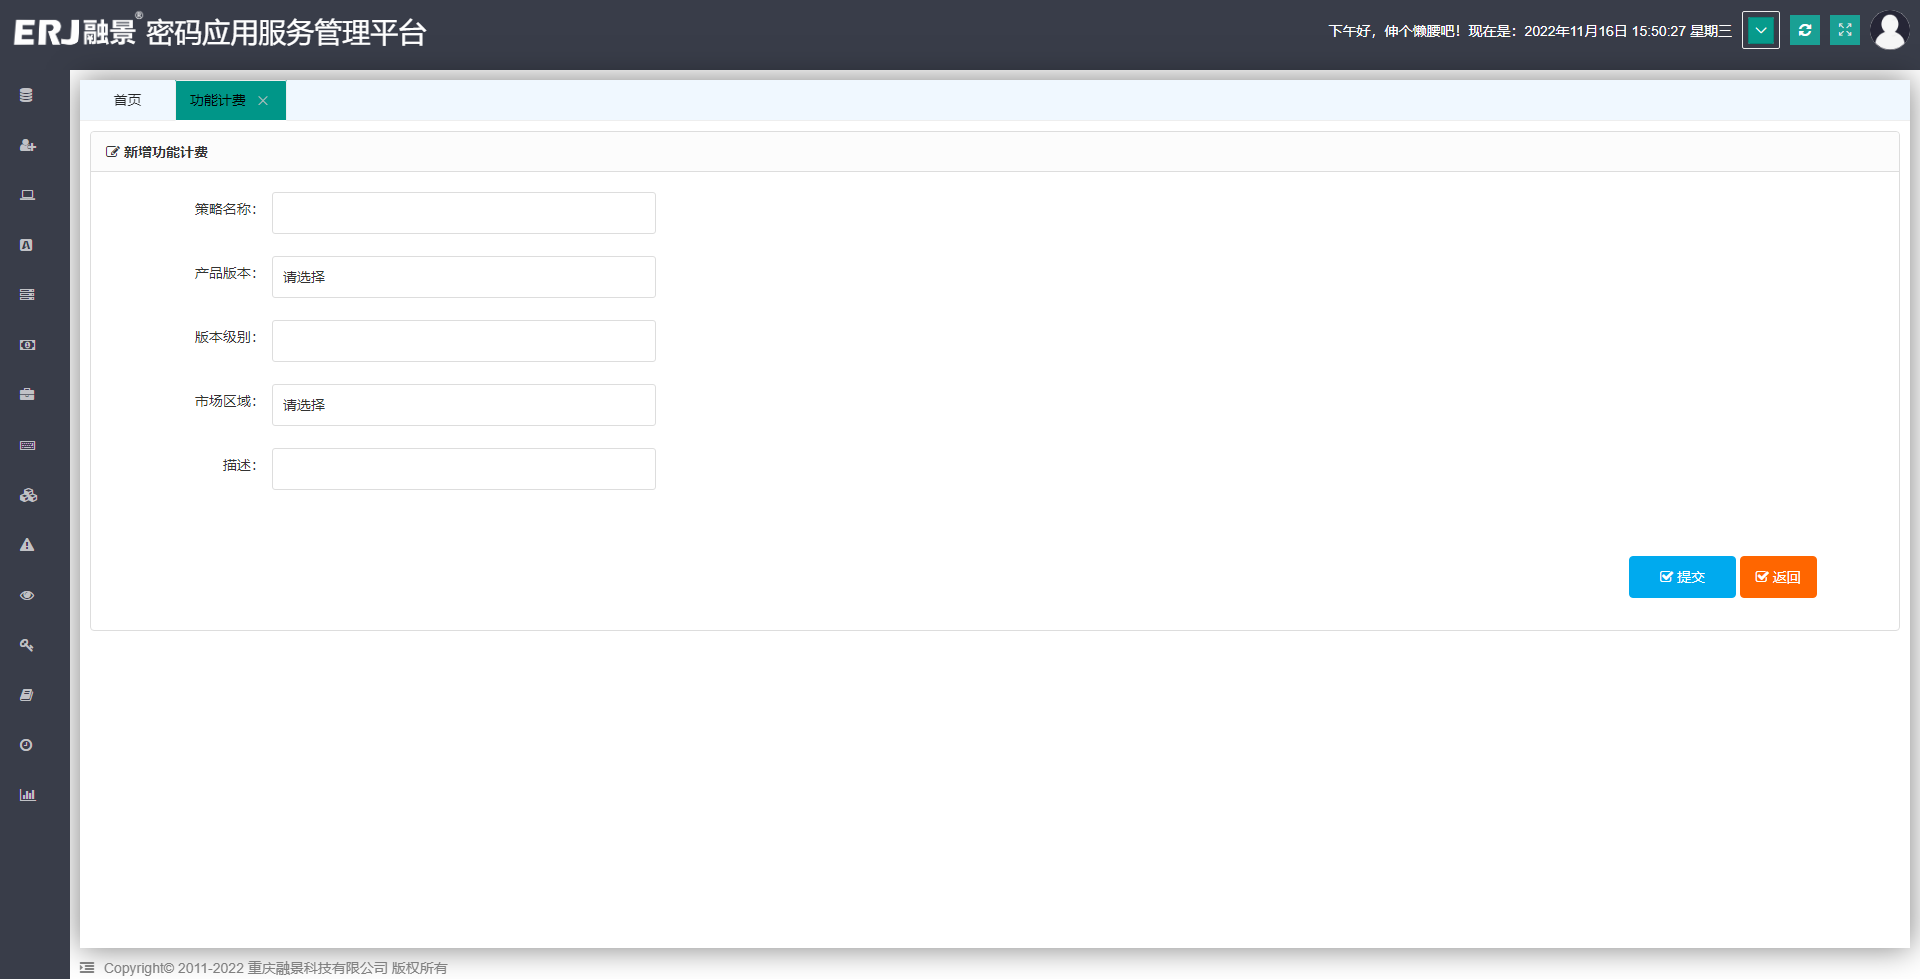 ERJ融景® 密码应用服务管理平台
下午好，伸个懒腰吧！现在是：2022年11月16日 15:50:27 星期三
首页
功能计费
新增功能计费
策略名称：
产品版本：
请选择
版本级别：
市场区域：
请选择
描述：
提交
返回
Copyright© 2011-2022 重庆融景科技有限公司 版权所有